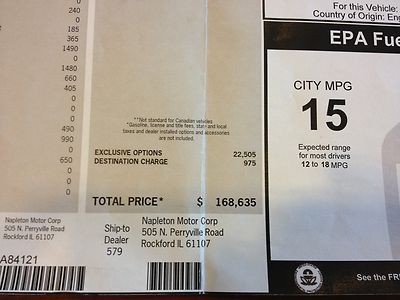 0
240
0
205
185
365
1490
0
1480
660
0
0
0
490
990
0
650
0
0
**Not standard for Canadian vehicles
*Gasoline, license and title fees, state and local
taxes and dealer installed options and accessories
are not included.
EXCLUSIVE OPTIONS 22,505
DESTINATION CHARGE 975
TOTAL PRICE* $ 168,635
Napleton Motor Corp
505 N. Perryville Road
Rockford IL 61107
A84121
Ship-to
Dealer
579
Napleton Motor Corp
505 N. Perryville Road
Rockford IL 61107
For this Vehicle:
Country of Origin: Eng
EPA Fue
CITY MPG
15
Expected range
for most drivers
12 to 18 MPG
See the FR